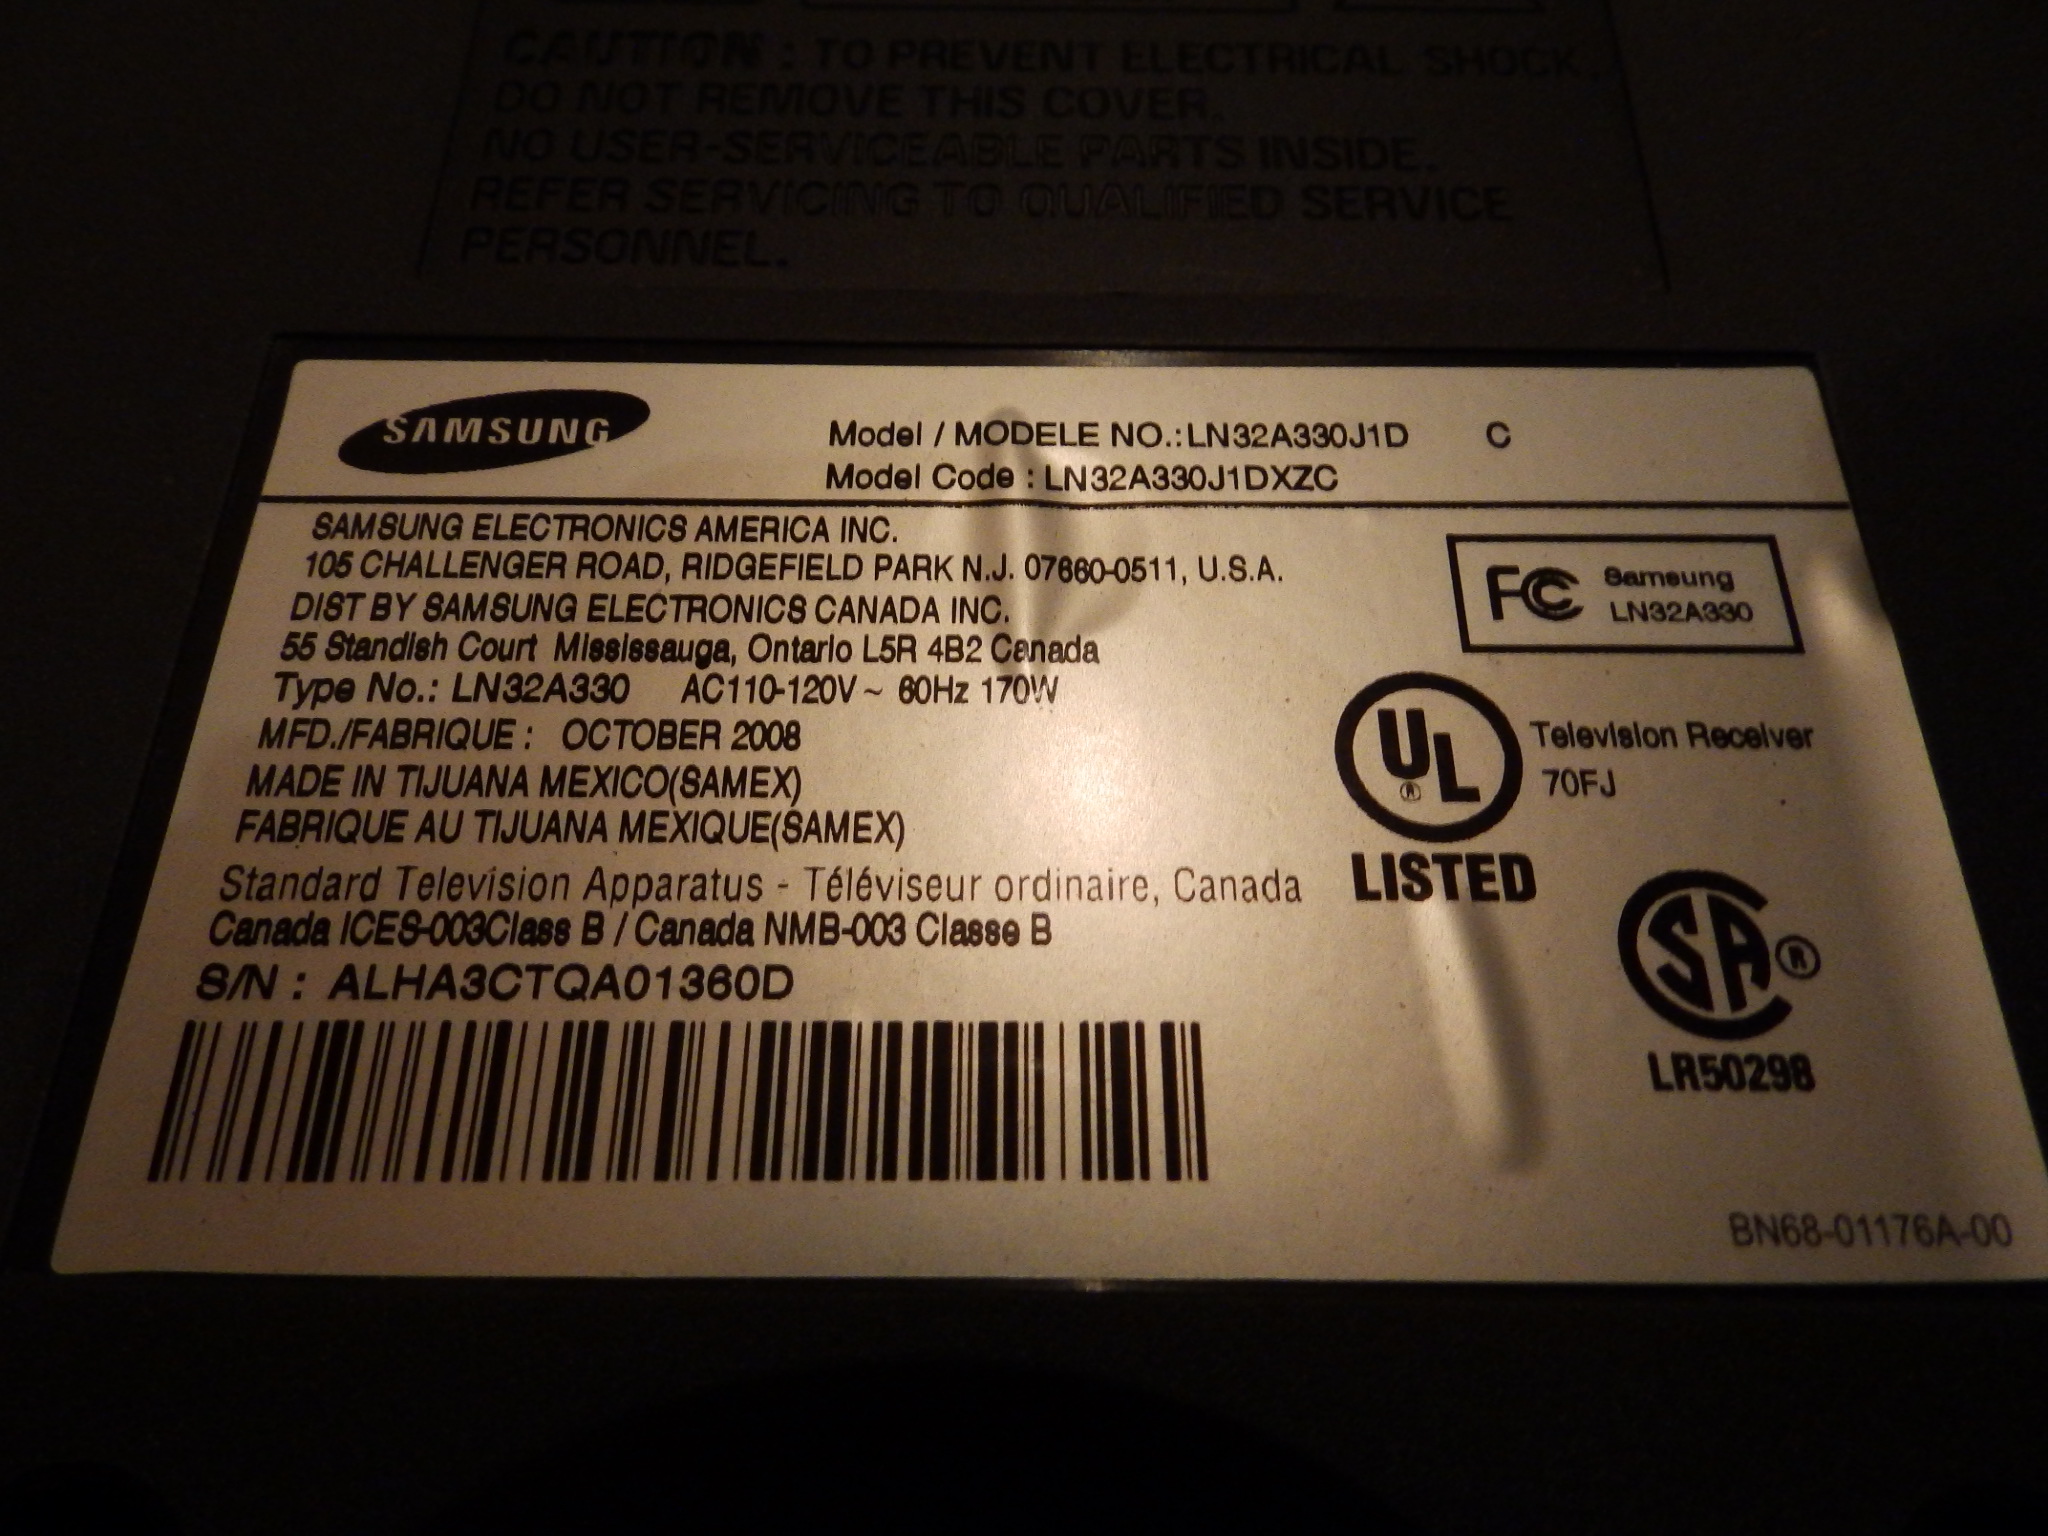 CAUTION : TO PREVENT ELECTRICAL SHOCK,
DO NOT REMOVE THIS COVER.
NO USER-SERVICEABLE PARTS INSIDE.
REFER SERVICING TO QUALIFIED SERVICE
PERSONNEL.
SAMSUNG
Model / MODELE NO.:LN32A330J1D C
Model Code : LN32A330J1DXZC
SAMSUNG ELECTRONICS AMERICA INC.
105 CHALLENGER ROAD, RIDGEFIELD PARK N.J. 07660-0511, U.S.A.
DIST BY SAMSUNG ELECTRONICS CANADA INC.
55 Standish Court Mississauga, Ontario L5R 4B2 Canada
Type No.: LN32A330 AC110-120V~ 60Hz 170W
MFD./FABRIQUE : OCTOBER 2008
MADE IN TIJUANA MEXICO(SAMEX)
FABRIQUE AU TIJUANA MEXIQUE(SAMEX)
Standard Television Apparatus - Téléviseur ordinaire, Canada
Canada ICES-003Class B / Canada NMB-003 Classe B
S/N : ALHA3CTQA01360D
FC Samsung
LN32A330
UL ®
LISTED
Television Receiver
70FJ
SA ®
LR50298
BN68-01176A-00